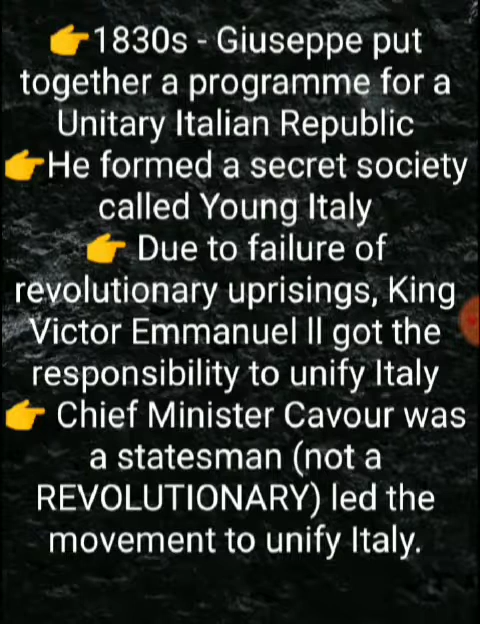 👉1830s - Giuseppe put
together a programme for a
Unitary Italian Republic
👉He formed a secret society
called Young Italy
👉 Due to failure of
revolutionary uprisings, King
Victor Emmanuel ll got the
responsibility to unify Italy
👉 Chief Minister Cavour was
a statesman (not a
REVOLUTIONARY) led the
movement to unify Italy.